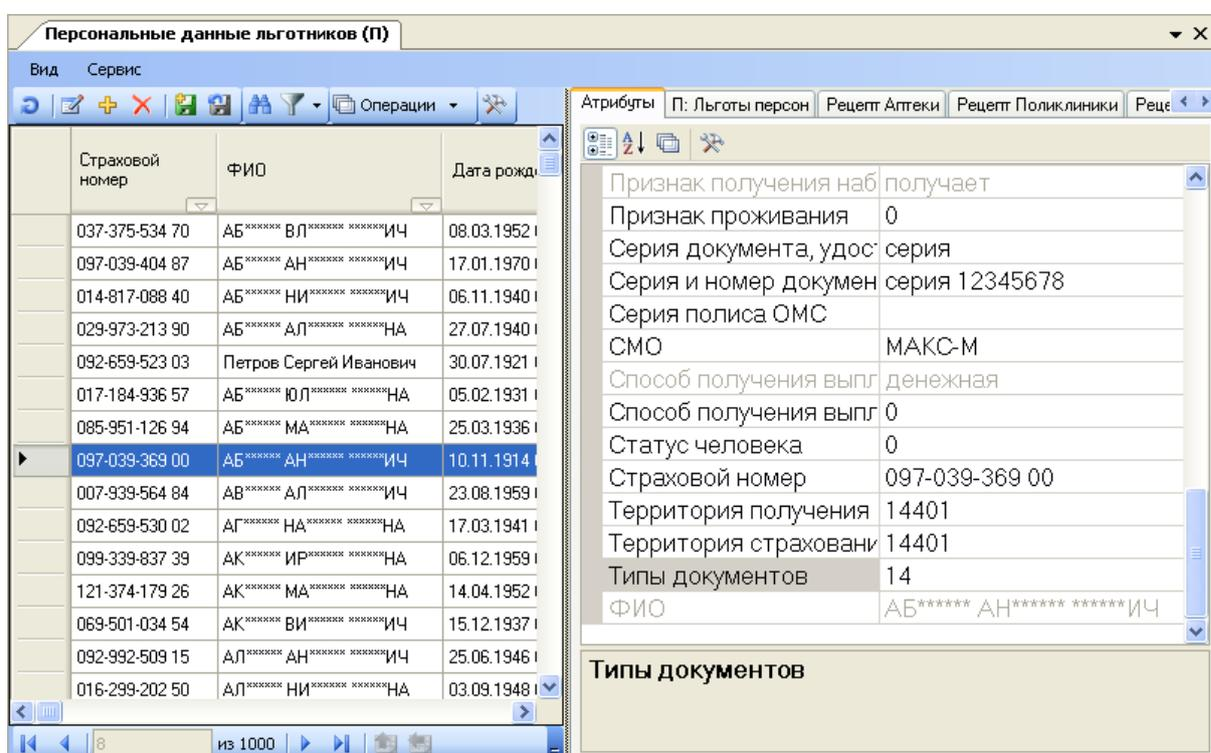 Персональные данные льготников (П)
Вид Сервис
Операции
Страховой номер ФИО Дата рожд
037-375-534 70 АБ****** ВЛ****** ******ИЧ 08.03.1952
097-039-404 87 АБ****** АН****** ******ИЧ 17.01.1970
014-817-088 40 АБ****** НИ****** ******ИЧ 06.11.1940
029-973-213 90 АБ****** АЛ****** ******НА 27.07.1940
092-659-523 03 Петров Сергей Иванович 30.07.1921
017-184-936 57 АБ****** ЮЛ****** ******НА 05.02.1931
085-951-126 94 АБ****** МА****** ******НА 25.03.1936
097-039-369 00 АБ****** АН****** ******ИЧ 10.11.1914
007-939-564 84 АВ****** АЛ****** ******ИЧ 23.08.1959
092-659-530 02 АГ****** НА****** ******НА 17.03.1941
099-339-837 39 АК****** ИР****** ******НА 06.12.1959
121-374-179 26 АК****** МА****** ******НА 14.04.1952
069-501-034 54 АК****** ВИ****** ******ИЧ 15.12.1937
092-992-509 15 АЛ****** АН****** ******ИЧ 25.06.1946
016-299-202 50 АЛ****** НИ****** ******НА 03.09.1948
8 из 1000
Атрибуты П: Льготы персон Рецепт Аптеки Рецепт Поликлиники Реце
Признак получения наб получает
Признак проживания 0
Серия документа, удост серия
Серия и номер докумен серия 12345678
Серия полиса ОМС
СМО МАКС-М
Способ получения выпл денежная
Способ получения выпл 0
Статус человека 0
Страховой номер 097-039-369 00
Территория получения 14401
Территория страховани 14401
Типы документов 14
ФИО АБ****** АН****** ******ИЧ
Типы документов